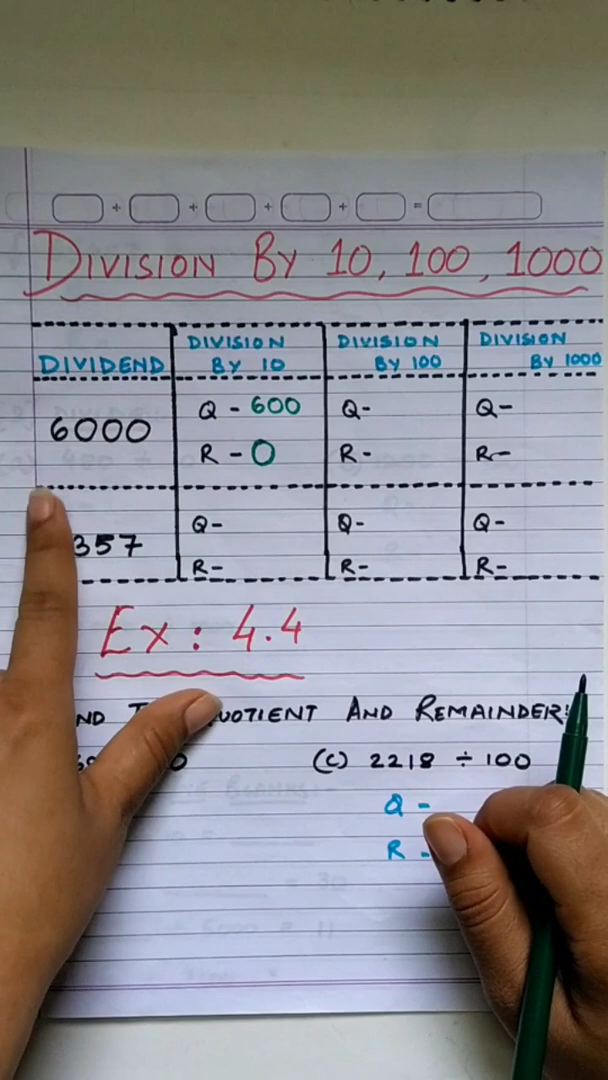 + + + + =
DIVISION BY 10, 100, 1000
DIVIDEND DIVISION BY 10 DIVISION BY 100 DIVISION BY 1000
6000 Q - 600 Q- Q-
R - 0 R- R-
357 Q- Q- Q-
R- R- R-
Ex: 4.4
QUOTIENT AND REMAINDER:
(C) 2218 ÷ 100
Q -
R -